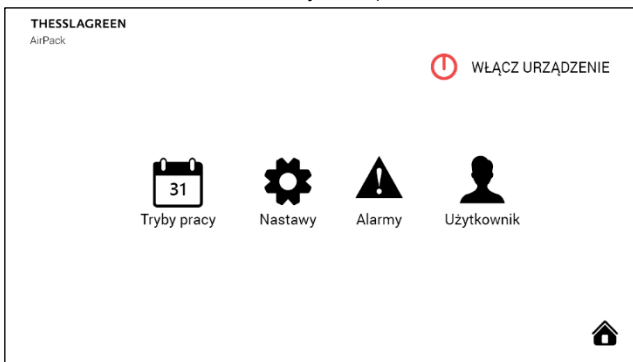 THESSLAGREEN
AirPack
WŁĄCZ URZĄDZENIE
31
Tryby pracy
Nastawy
Alarmy
Użytkownik